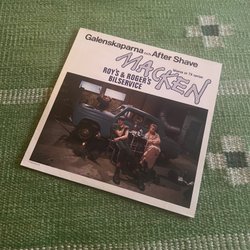 Galenskaparna och After Shave
MACKEN
ROY'S & ROGER'S
BILSERVICE